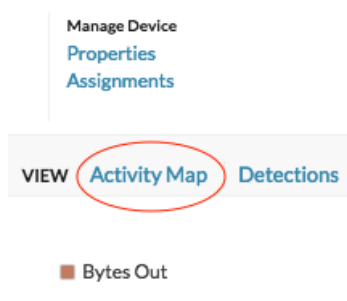 Manage Device
Properties
Assignments
VIEW Activity Map Detections
Bytes Out